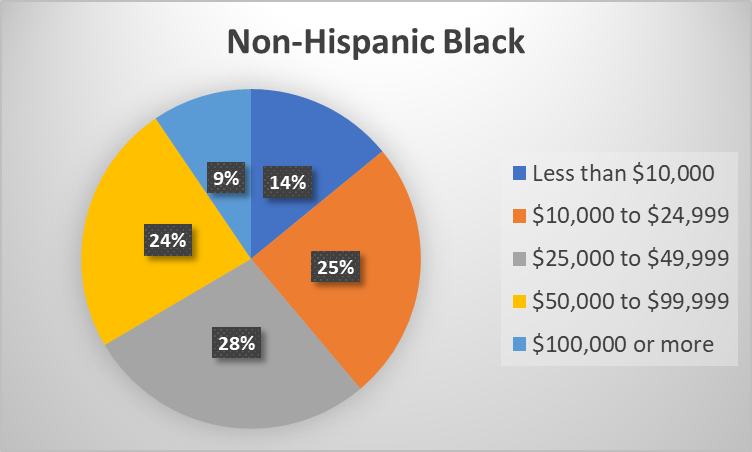 Non-Hispanic Black
9%
14%
24%
25%
28%
Less than $10,000
$10,000 to $24,999
$25,000 to $49,999
$50,000 to $99,999
$100,000 or more